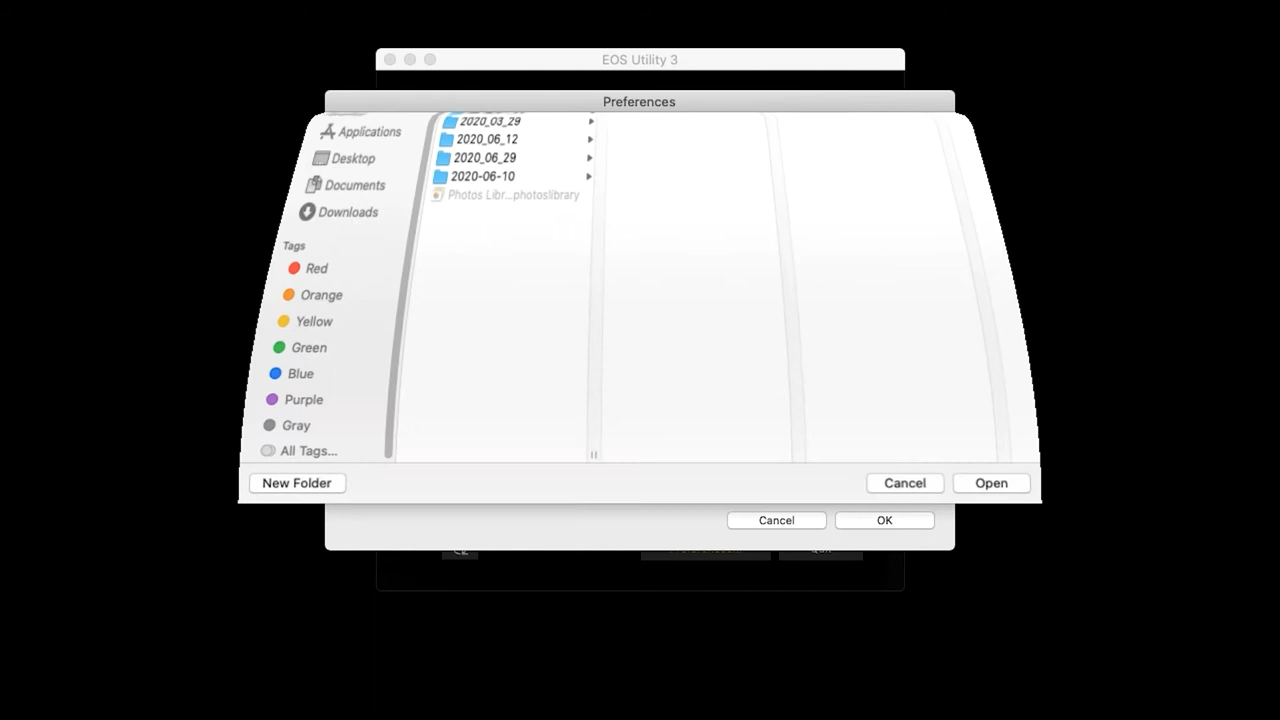 EOS Utility 3
Preferences
Applications
Desktop
Documents
Downloads
Tags
Red
Orange
Yellow
Green
Blue
Purple
Gray
All Tags...
2020_03_29
2020_06_12
2020_06_29
2020-06-10
Photos Libr...photoslibrary
New Folder
Cancel
Open
Cancel
OK